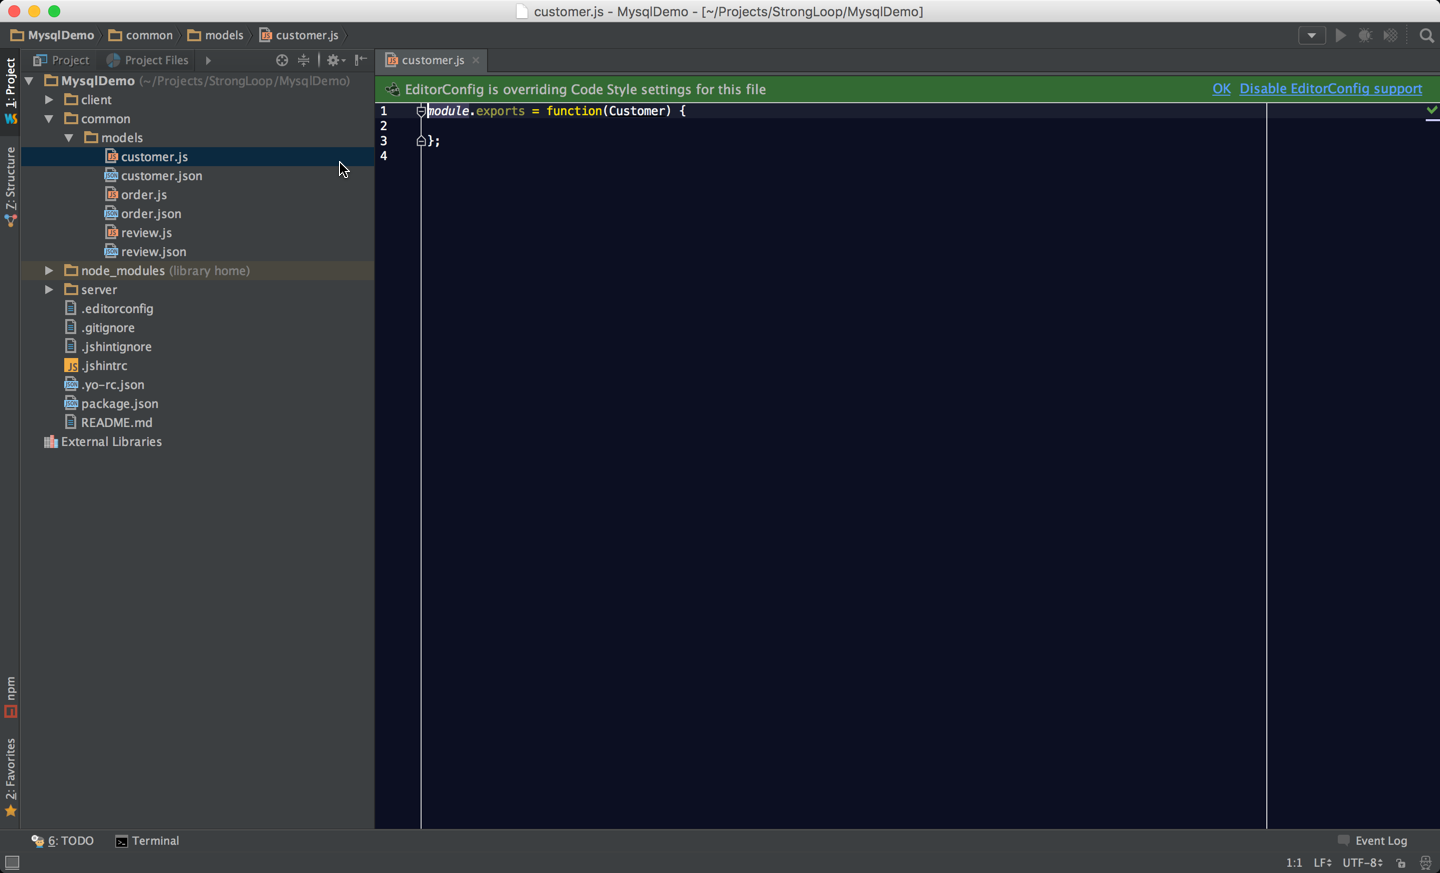 customer.js - MysqlDemo - [~/Projects/StrongLoop/MysqlDemo]
MysqlDemo common models customer.js
1: Project
Z: Structure
npm
2: Favorites
Project Project Files
MysqlDemo (~/Projects/StrongLoop/MysqlDemo)
client
common
models
customer.js
customer.json
order.js
order.json
review.js
review.json
node_modules (library home)
server
.editorconfig
.gitignore
.jshintignore
.jshintrc
.yo-rc.json
package.json
README.md
External Libraries
customer.js
EditorConfig is overriding Code Style settings for this file OK Disable EditorConfig support
1 module.exports = function(Customer) {
2
3 };
4
6: TODO Terminal Event Log
1:1 LF UTF-8